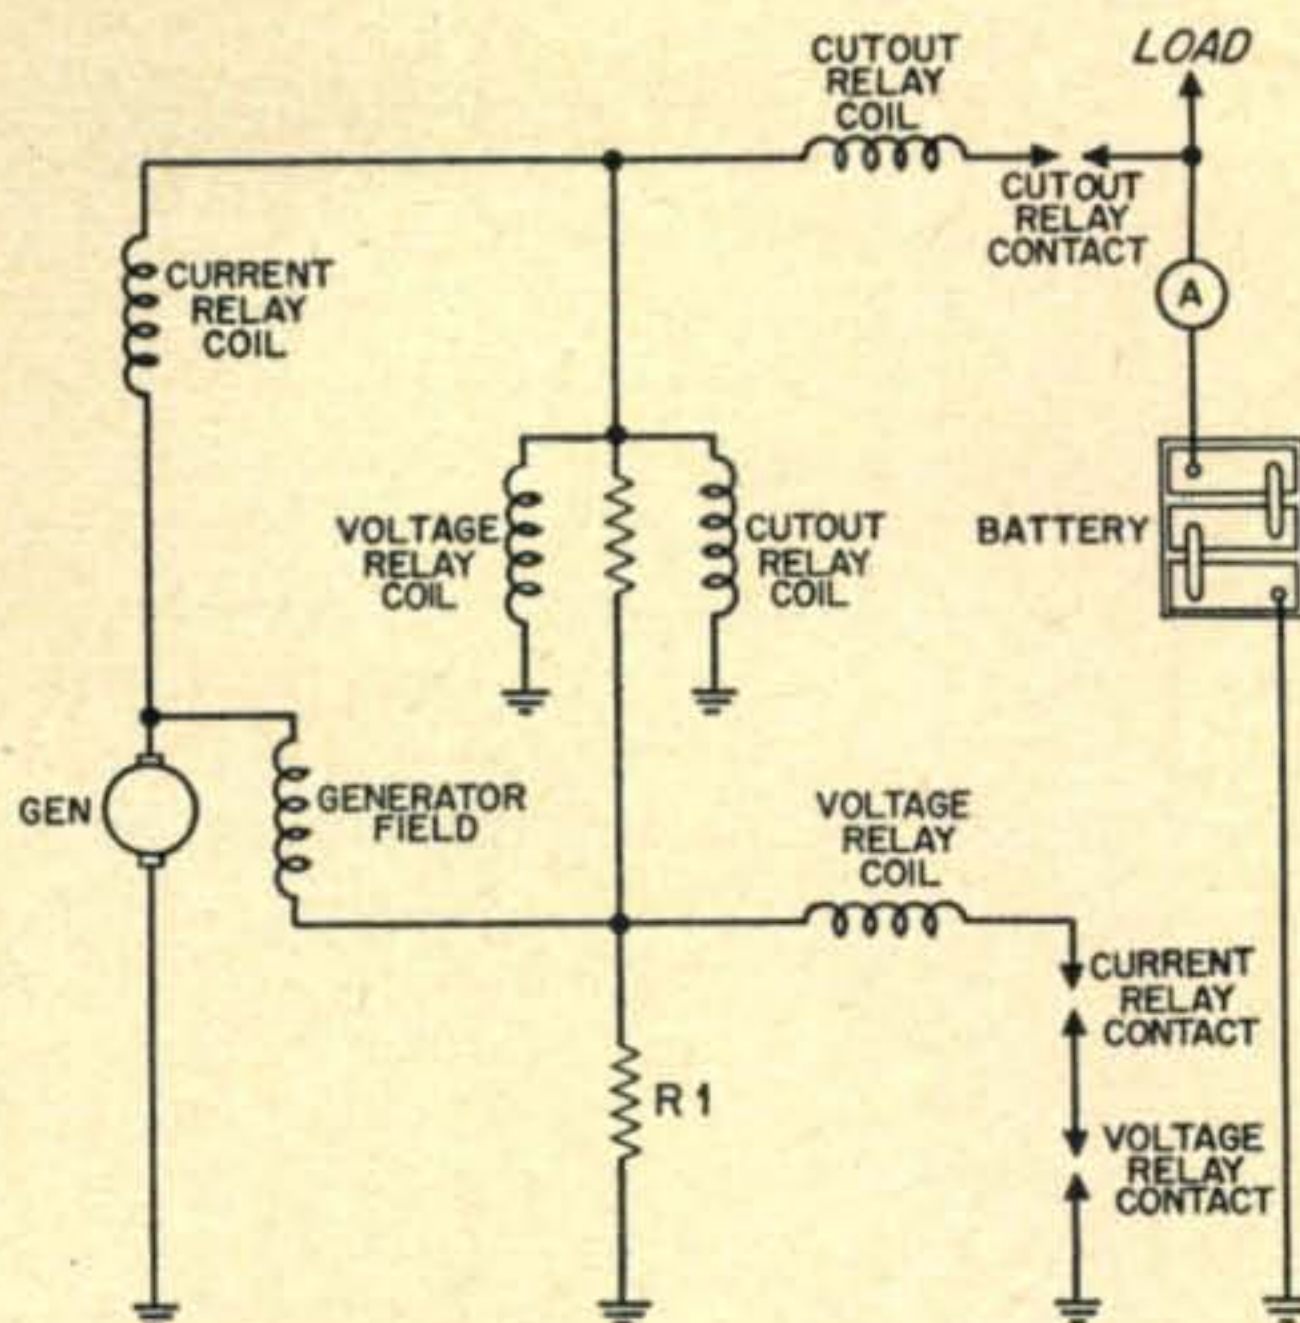 CUTOUT
RELAY
COIL
LOAD
CUTOUT
RELAY
CONTACT
CURRENT
RELAY
COIL
A
VOLTAGE
RELAY
COIL
CUTOUT
RELAY
COIL
BATTERY
GEN
GENERATOR
FIELD
VOLTAGE
RELAY
COIL
CURRENT
RELAY
CONTACT
R1
VOLTAGE
RELAY
CONTACT